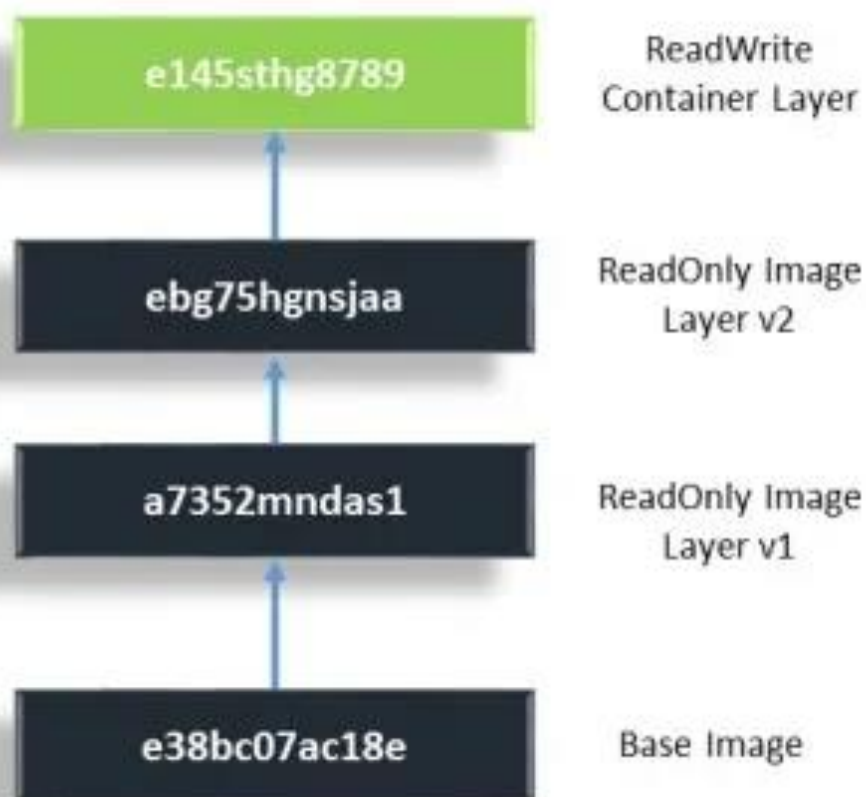 e145sthg8789
ReadWrite
Container Layer
ebg75hgnsjaa
ReadOnly Image
Layer v2
a7352mndas1
ReadOnly Image
Layer v1
e38bc07ac18e
Base Image